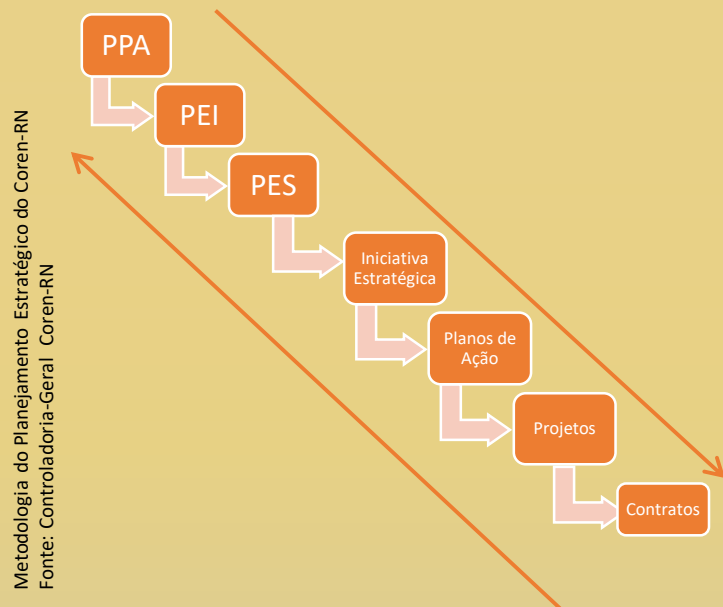 PPA
PEI
PES
Iniciativa
Estratégica
Planos de
Ação
Projetos
Contratos
Metodologia do Planejamento Estratégico do Coren-RN
Fonte: Controladoria-Geral Coren-RN